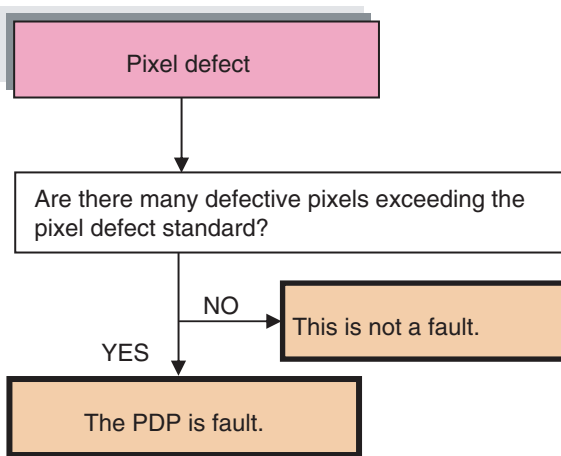 Pixel defect
Are there many defective pixels exceeding the
pixel defect standard?
NO
This is not a fault.
YES
The PDP is fault.